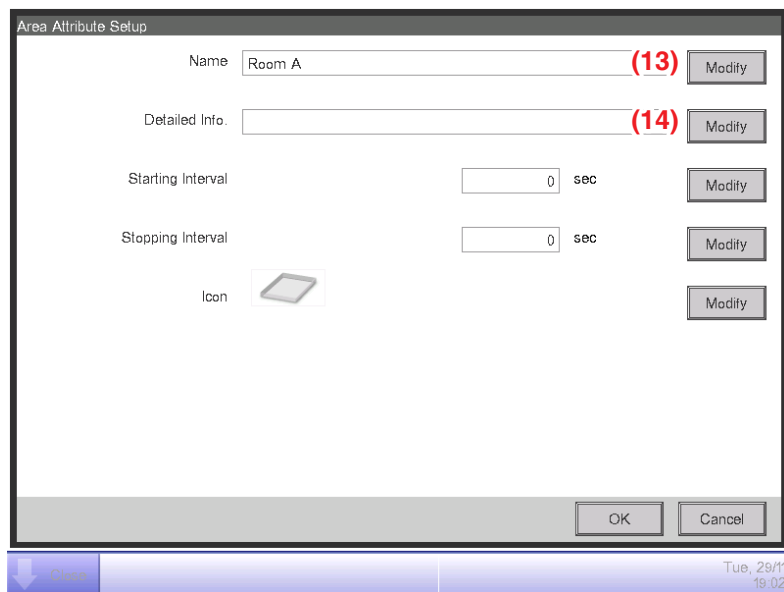 Area Attribute Setup
Name Room A (13) Modify
Detailed Info. (14) Modify
Starting Interval 0 sec Modify
Stopping Interval 0 sec Modify
Icon Modify
OK Cancel
Tue, 29/11
19:02